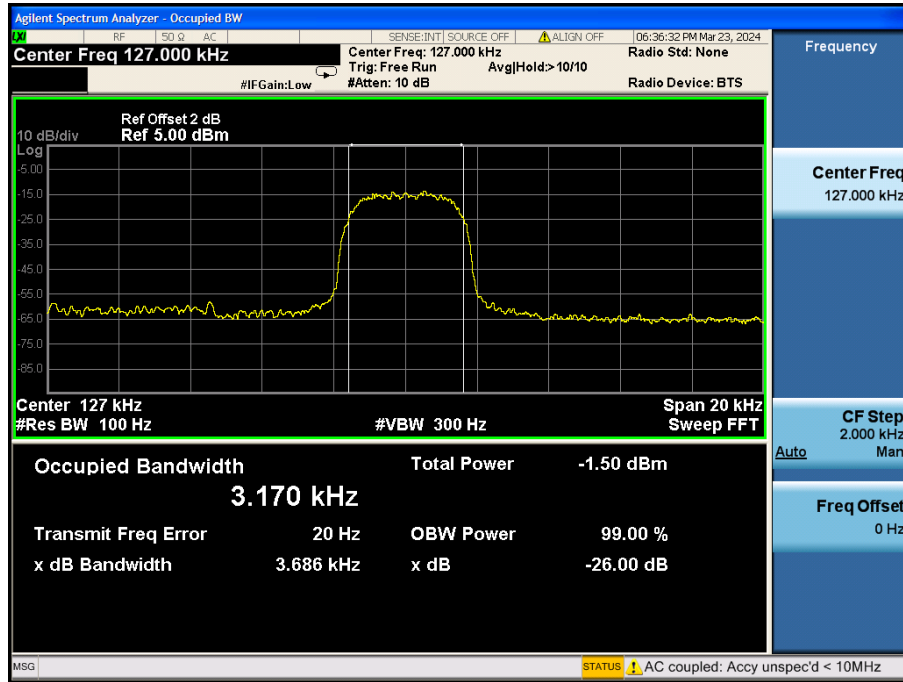 Agilent Spectrum Analyzer - Occupied BW
LXI RF 50 Ω AC SENSE:INT SOURCE OFF ALIGN OFF 06:36:32 PM Mar 23, 2024
Center Freq 127.000 kHz
Center Freq: 127.000 kHz
Radio Std: None
Trig: Free Run Avg|Hold:>10/10
#IFGain:Low
#Atten: 10 dB
Radio Device: BTS
Ref Offset 2 dB
10 dB/div Ref 5.00 dBm
Log
-5.00
-15.0
-25.0
-35.0
-45.0
-55.0
-65.0
-75.0
-85.0
Center 127 kHz Span 20 kHz
#Res BW 100 Hz #VBW 300 Hz Sweep FFT
Occupied Bandwidth Total Power -1.50 dBm
3.170 kHz
Transmit Freq Error 20 Hz OBW Power 99.00 %
x dB Bandwidth 3.686 kHz x dB -26.00 dB
Frequency
Center Freq
127.000 kHz
CF Step
2.000 kHz
Auto Man
Freq Offset
0 Hz
MSG STATUS AC coupled: Accy unspec'd < 10MHz